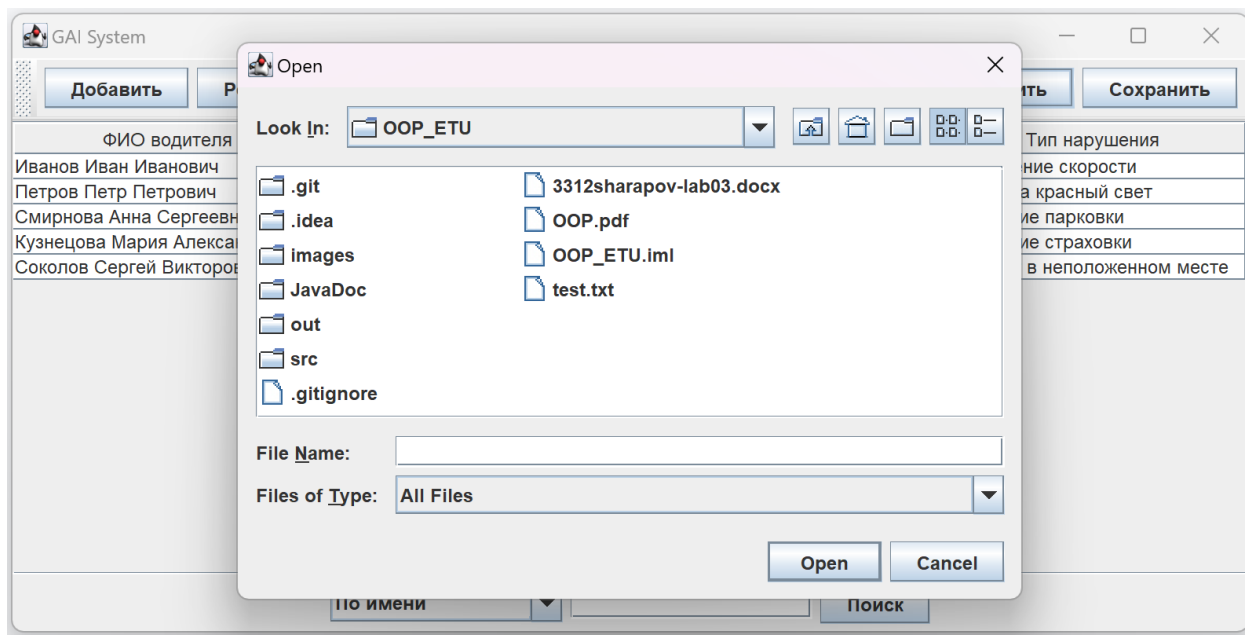 GAI System
Open
Добавить
Сохранить
Look In: OOP_ETU
ФИО водителя Тип нарушения
Иванов Иван Иванович
Петров Петр Петрович
Смирнова Анна Сергеевн
Кузнецова Мария Алекса
Соколов Сергей Викторов
ние скорости
а красный свет
ие парковки
ие страховки
в неположенном месте
.git
.idea
images
JavaDoc
out
src
.gitignore
3312sharapov-lab03.docx
OOP.pdf
OOP_ETU.iml
test.txt
File Name:
Files of Type: All Files
Open Cancel
По имени Поиск